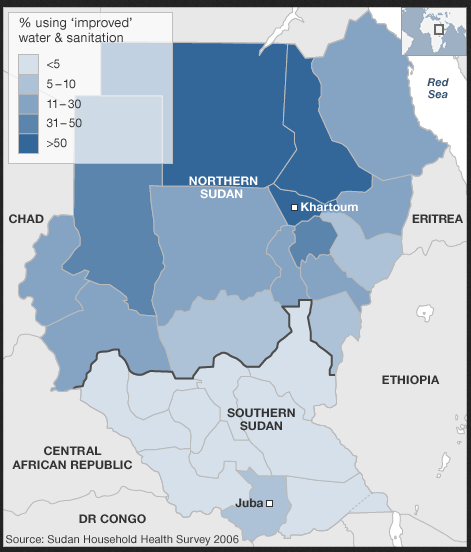 % using ‘improved’
water & sanitation
<5
5–10
11–30
31–50
>50
Red
Sea
NORTHERN
SUDAN
Khartoum
CHAD
ERITREA
ETHIOPIA
SOUTHERN
SUDAN
CENTRAL
AFRICAN REPUBLIC
Juba
DR CONGO
Source: Sudan Household Health Survey 2006